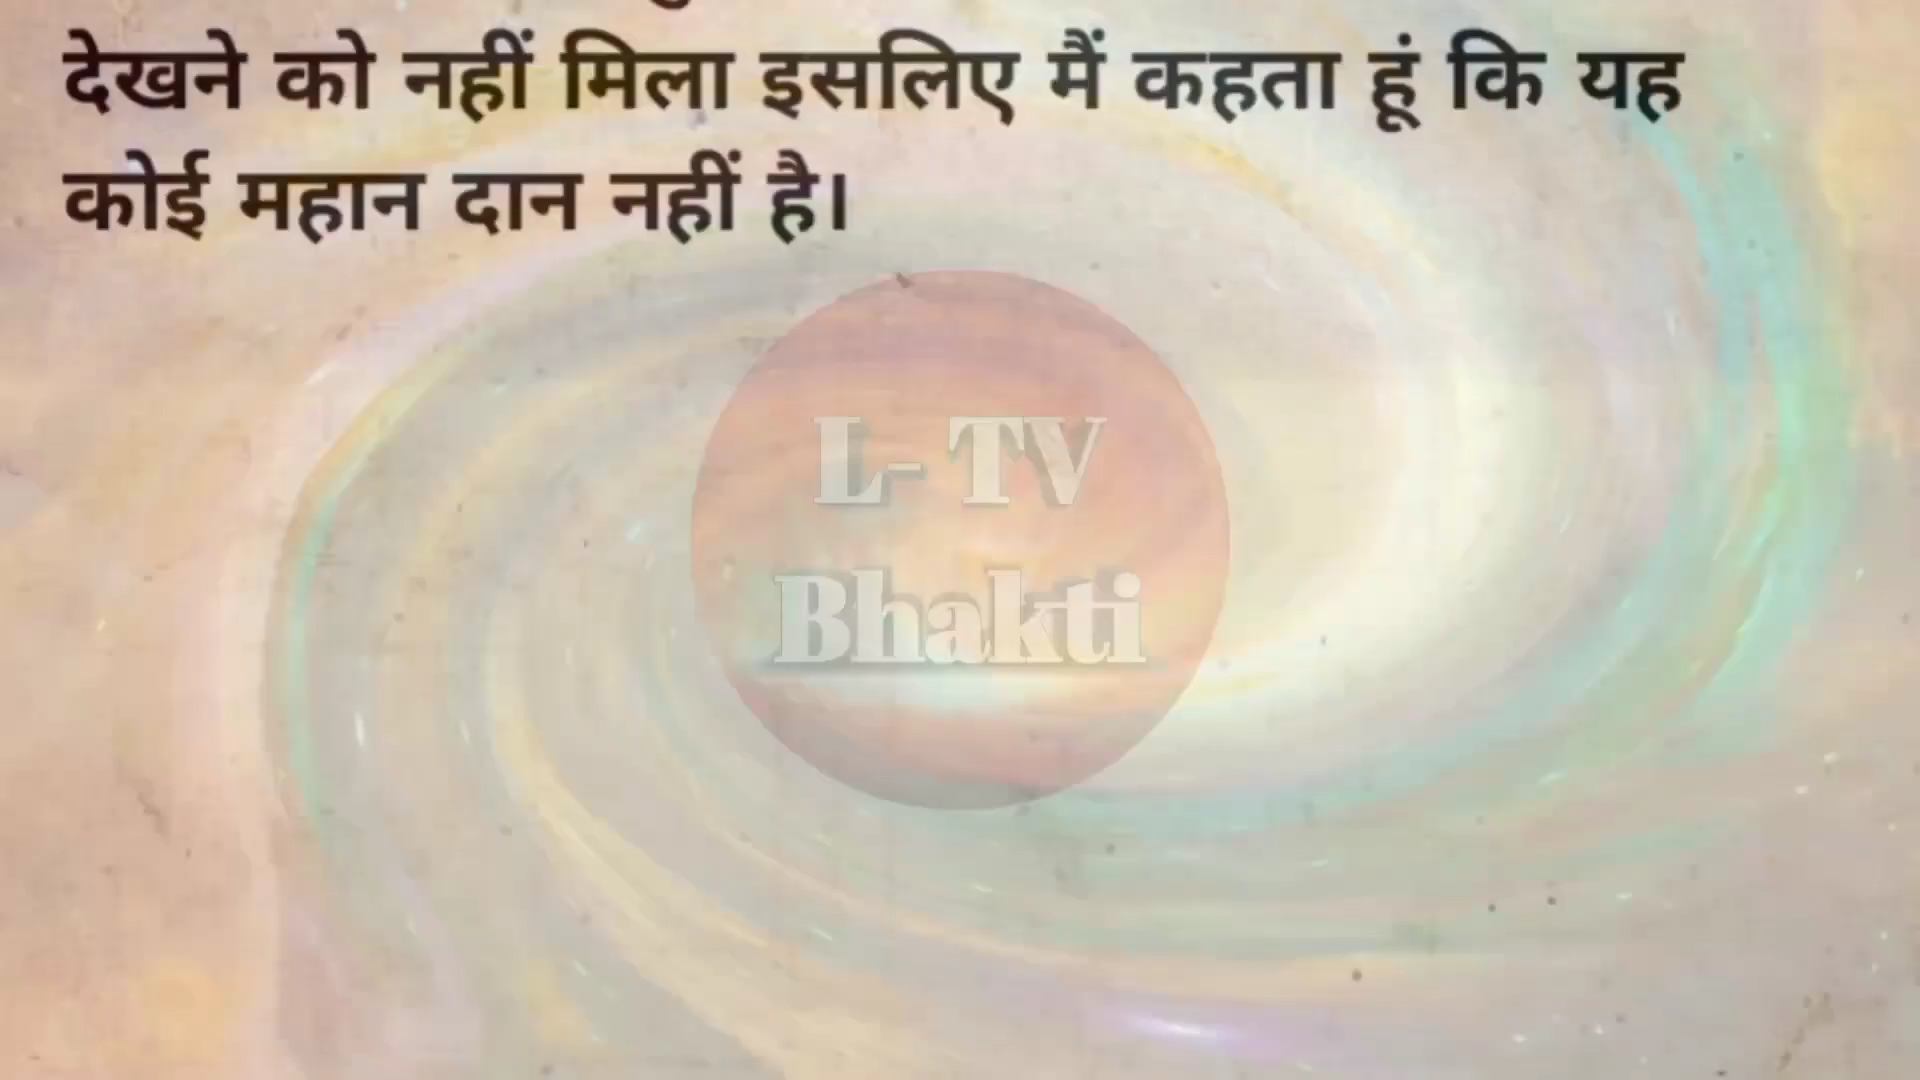 देखने को नहीं मिला इसलिए मैं कहता हूं कि यह
कोई महान दान नहीं है।
L- TV
Bhakti